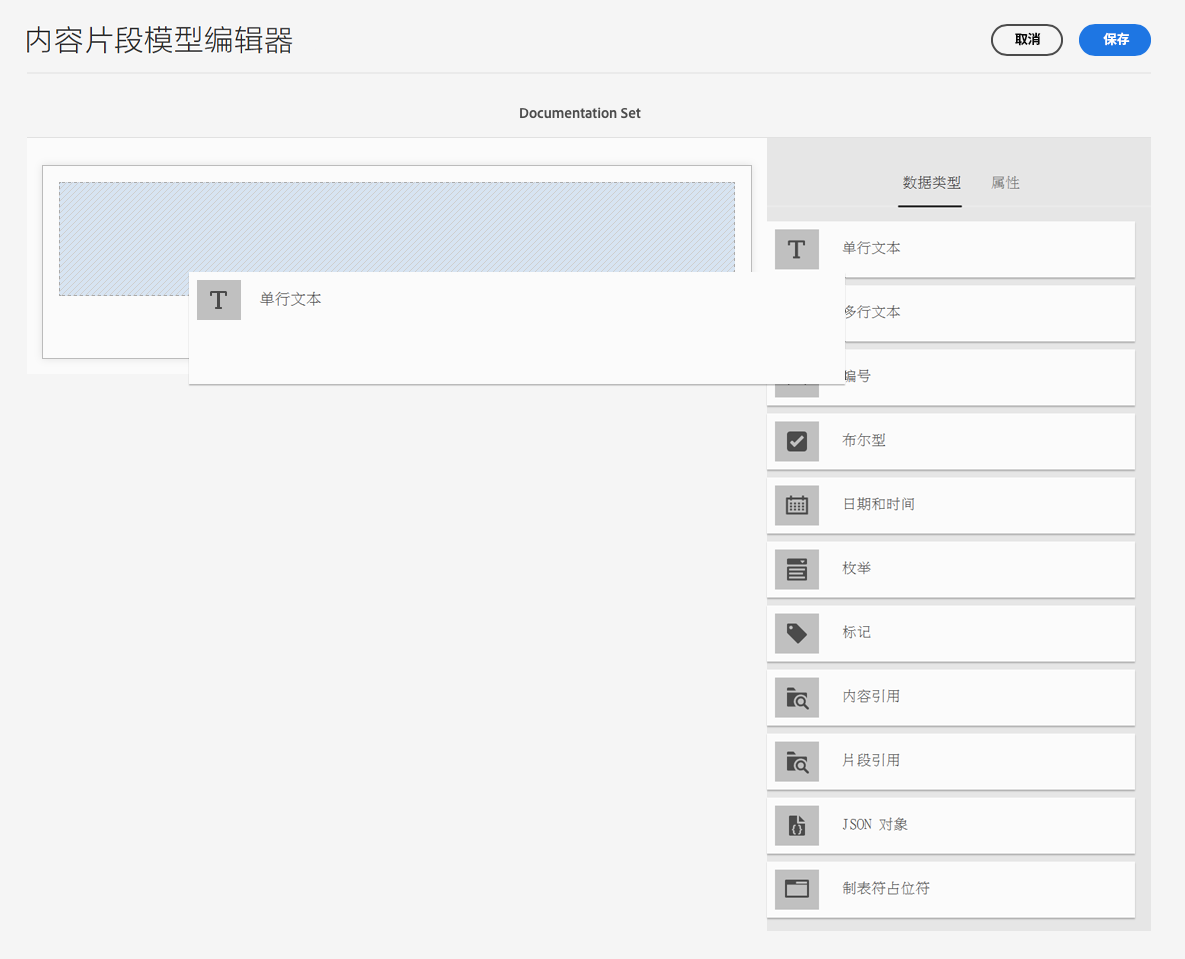 内容片段模型编辑器
取消
保存
Documentation Set
数据类型
属性
单行文本
单行文本
多行文本
编号
布尔型
日期和时间
枚举
标记
内容引用
片段引用
JSON 对象
制表符占位符